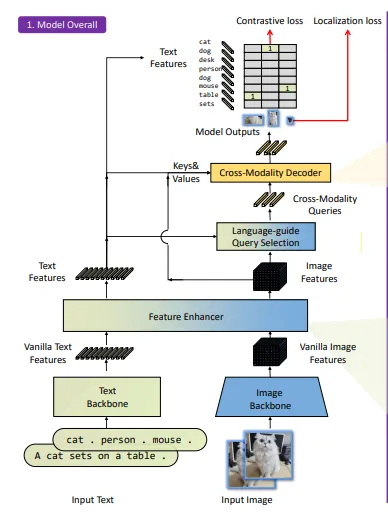 1. Model Overall
Contrastive loss
Localization loss
Text
Features
cat
dog
desk
person
dog
mouse
table
sets
1
1
1
Model Outputs
Keys&
Values
Cross-Modality Decoder
Cross-Modality
Queries
Language-guide
Query Selection
Text
Features
Image
Features
Feature Enhancer
Vanilla Text
Features
Vanilla Image
Features
Text
Backbone
Image
Backbone
cat . person . mouse .
A cat sets on a table .
Input Text
Input Image